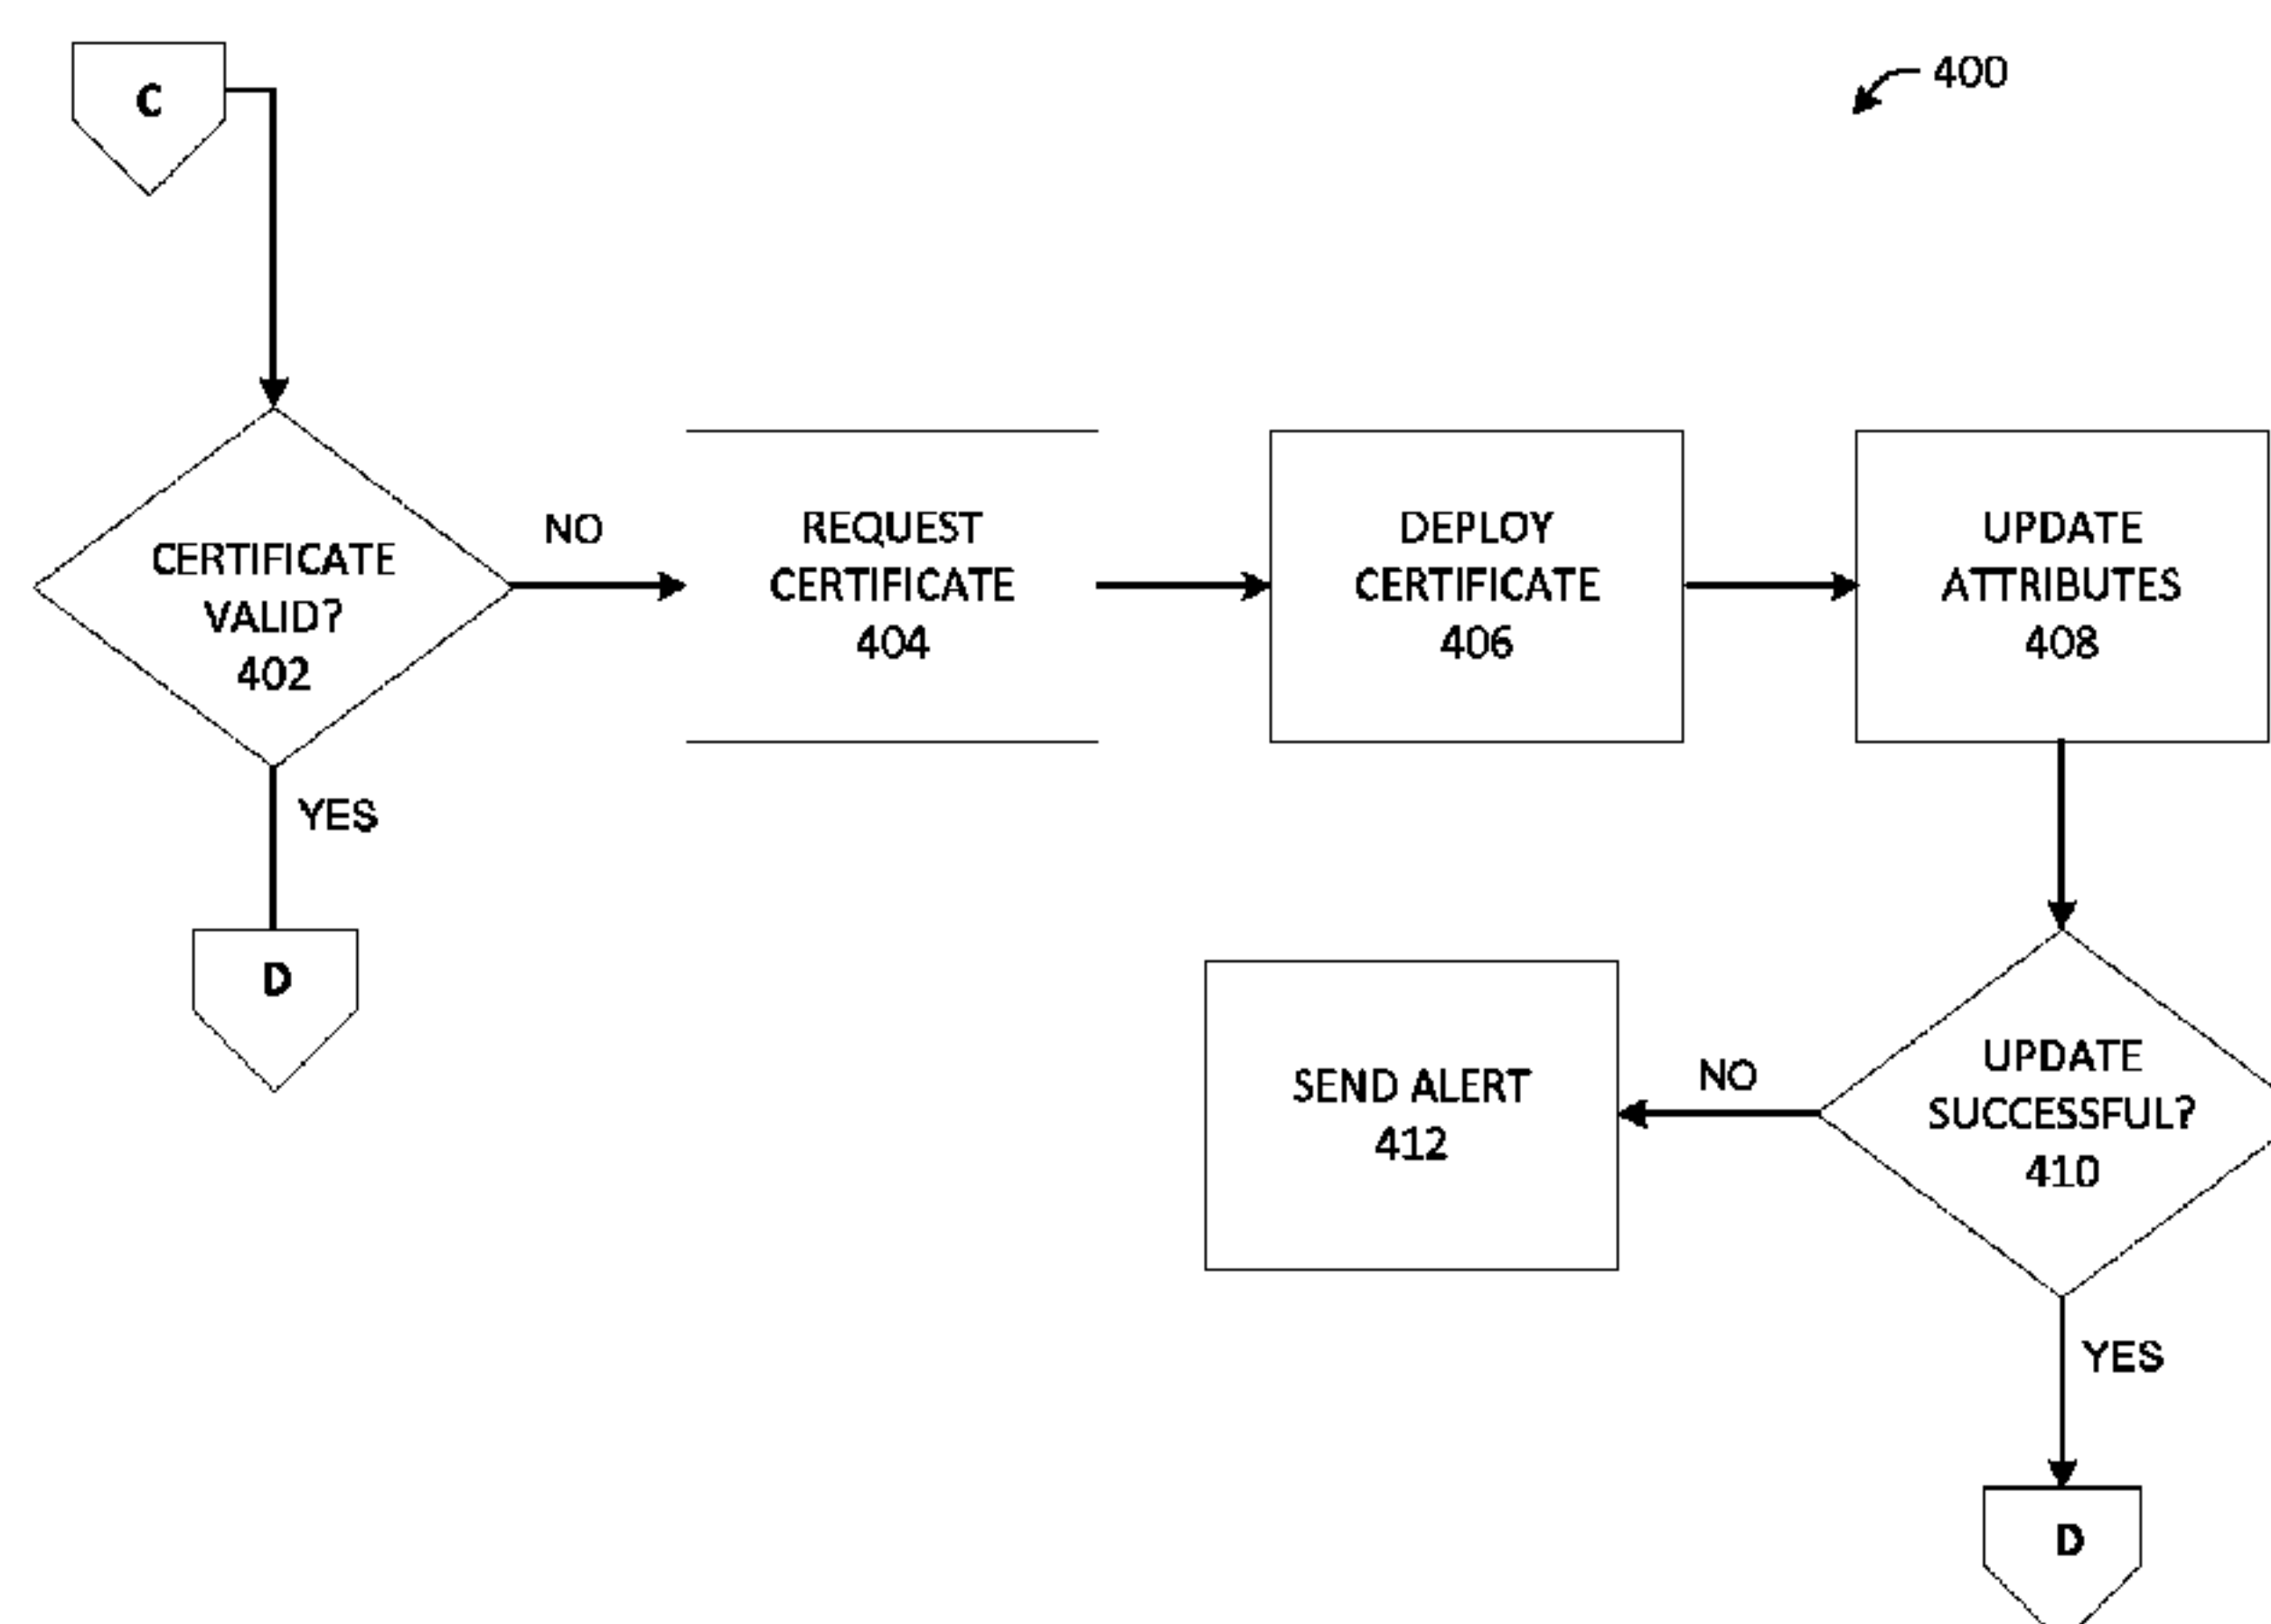 C
400
CERTIFICATE
VALID?
402
NO
REQUEST
CERTIFICATE
404
DEPLOY
CERTIFICATE
406
UPDATE
ATTRIBUTES
408
YES
D
SEND ALERT
412
NO
UPDATE
SUCCESSFUL?
410
YES
D